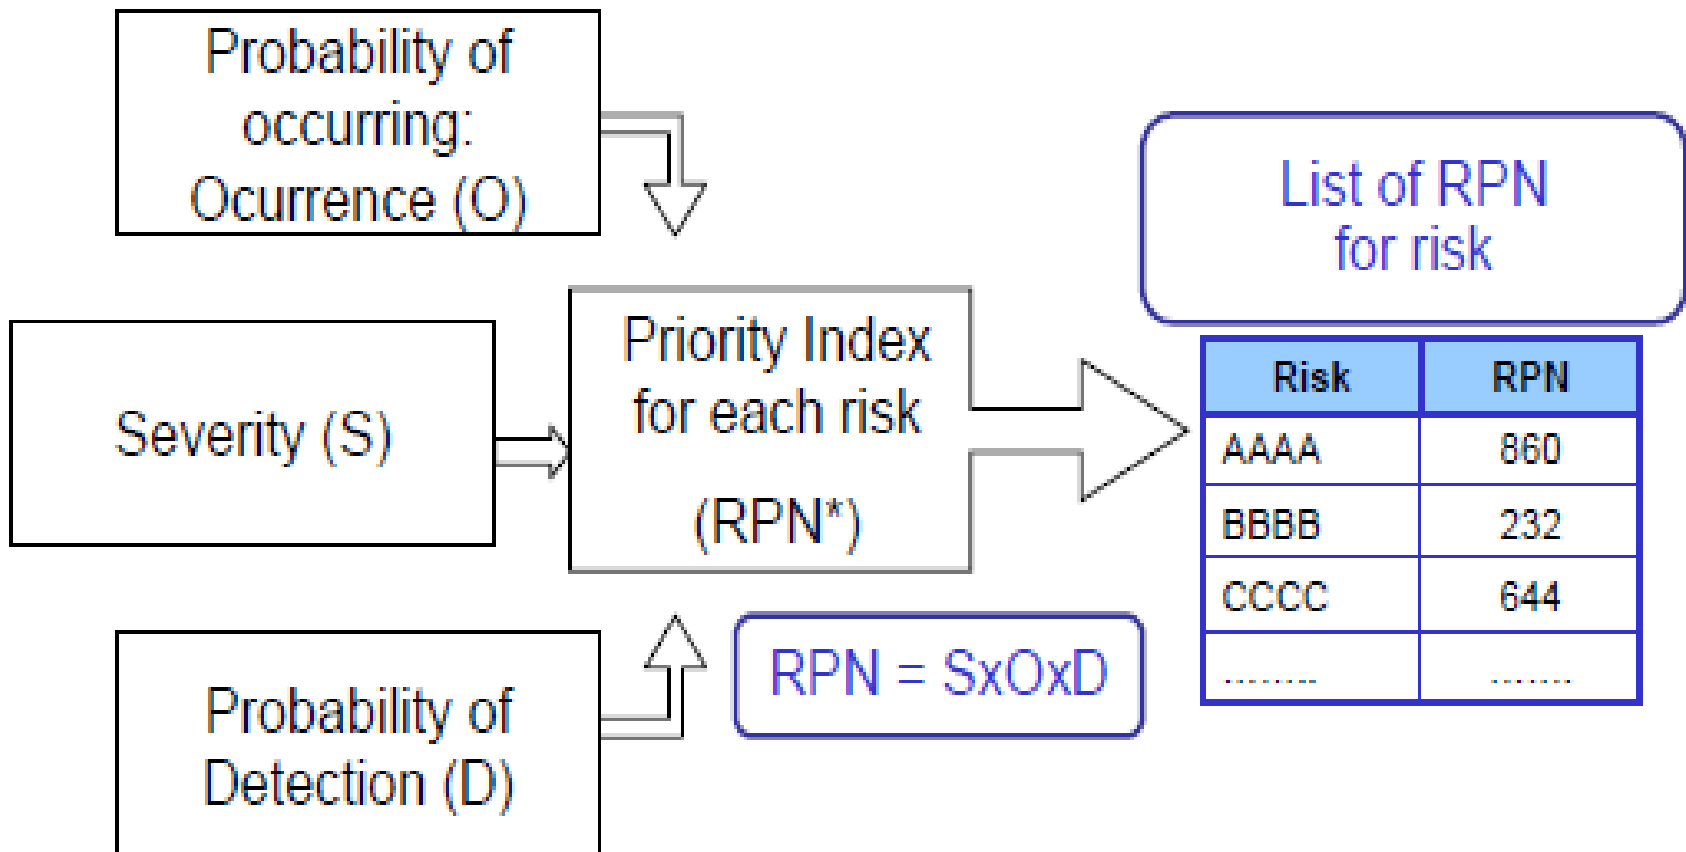 Probability of
occurring:
Ocurrence (O)
Severity (S)
Probability of
Detection (D)
Priority Index
for each risk
(RPN*)
RPN = SxOxD
List of RPN
for risk
Risk RPN
AAAA 860
BBBB 232
CCCC 644
........ .......